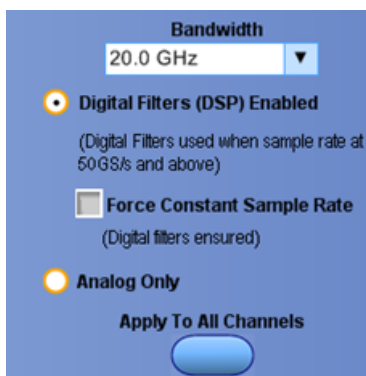 Bandwidth
20.0 GHz
Digital Filters (DSP) Enabled
(Digital Filters used when sample rate at
50GS/s and above)
Force Constant Sample Rate
(Digital filters ensured)
Analog Only
Apply To All Channels